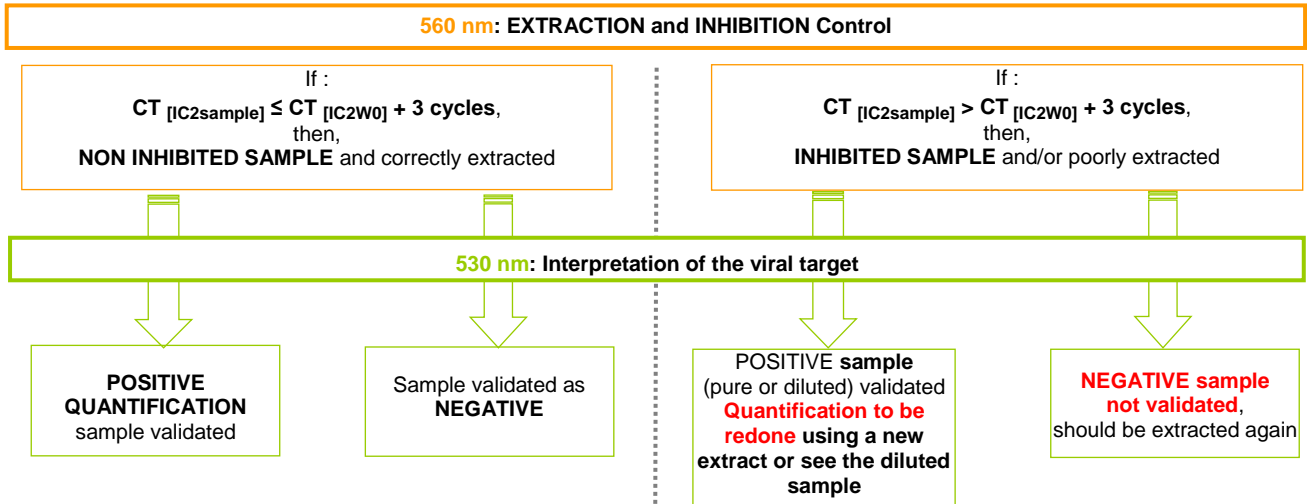 560 nm: EXTRACTION and INHIBITION Control
If :
CT [IC2sample] ≤ CT [IC2W0] + 3 cycles,
then,
NON INHIBITED SAMPLE and correctly extracted
If :
CT [IC2sample] > CT [IC2W0] + 3 cycles,
then,
INHIBITED SAMPLE and/or poorly extracted
530 nm: Interpretation of the viral target
POSITIVE
QUANTIFICATION
sample validated
Sample validated as
NEGATIVE
POSITIVE sample
(pure or diluted) validated
Quantification to be
redone using a new
extract or see the diluted
sample
NEGATIVE sample
not validated,
should be extracted again